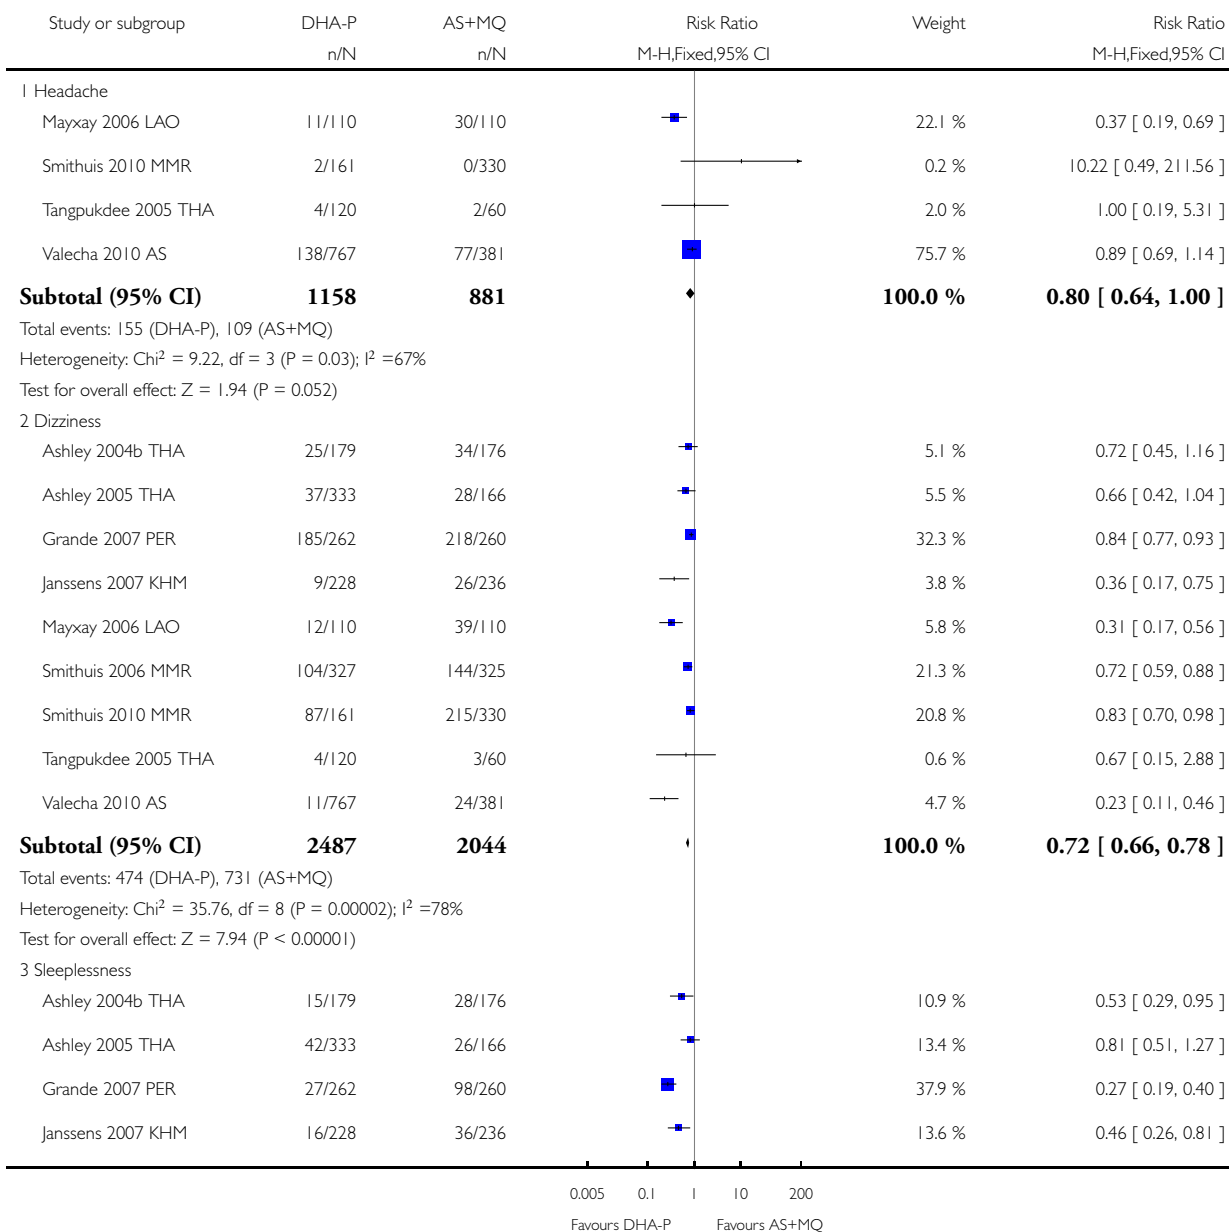 Study or subgroup DHA-P AS+MQ Risk Ratio Weight Risk Ratio
n/N n/N M-H,Fixed,95% CI M-H,Fixed,95% CI
1 Headache
Mayxay 2006 LAO 11/110 30/110 22.1 % 0.37 [ 0.19, 0.69 ]
Smithuis 2010 MMR 2/161 0/330 0.2 % 10.22 [ 0.49, 211.56 ]
Tangpukdee 2005 THA 4/120 2/60 2.0 % 1.00 [ 0.19, 5.31 ]
Valecha 2010 AS 138/767 77/381 75.7 % 0.89 [ 0.69, 1.14 ]
Subtotal (95% CI) 1158 881 100.0 % 0.80 [ 0.64, 1.00 ]
Total events: 155 (DHA-P), 109 (AS+MQ)
Heterogeneity: Chi² = 9.22, df = 3 (P = 0.03); I² =67%
Test for overall effect: Z = 1.94 (P = 0.052)
2 Dizziness
Ashley 2004b THA 25/179 34/176 5.1 % 0.72 [ 0.45, 1.16 ]
Ashley 2005 THA 37/333 28/166 5.5 % 0.66 [ 0.42, 1.04 ]
Grande 2007 PER 185/262 218/260 32.3 % 0.84 [ 0.77, 0.93 ]
Janssens 2007 KHM 9/228 26/236 3.8 % 0.36 [ 0.17, 0.75 ]
Mayxay 2006 LAO 12/110 39/110 5.8 % 0.31 [ 0.17, 0.56 ]
Smithuis 2006 MMR 104/327 144/325 21.3 % 0.72 [ 0.59, 0.88 ]
Smithuis 2010 MMR 87/161 215/330 20.8 % 0.83 [ 0.70, 0.98 ]
Tangpukdee 2005 THA 4/120 3/60 0.6 % 0.67 [ 0.15, 2.88 ]
Valecha 2010 AS 11/767 24/381 4.7 % 0.23 [ 0.11, 0.46 ]
Subtotal (95% CI) 2487 2044 100.0 % 0.72 [ 0.66, 0.78 ]
Total events: 474 (DHA-P), 731 (AS+MQ)
Heterogeneity: Chi² = 35.76, df = 8 (P = 0.00002); I² =78%
Test for overall effect: Z = 7.94 (P < 0.00001)
3 Sleeplessness
Ashley 2004b THA 15/179 28/176 10.9 % 0.53 [ 0.29, 0.95 ]
Ashley 2005 THA 42/333 26/166 13.4 % 0.81 [ 0.51, 1.27 ]
Grande 2007 PER 27/262 98/260 37.9 % 0.27 [ 0.19, 0.40 ]
Janssens 2007 KHM 16/228 36/236 13.6 % 0.46 [ 0.26, 0.81 ]
0.005 0.1 1 10 200
Favours DHA-P Favours AS+MQ